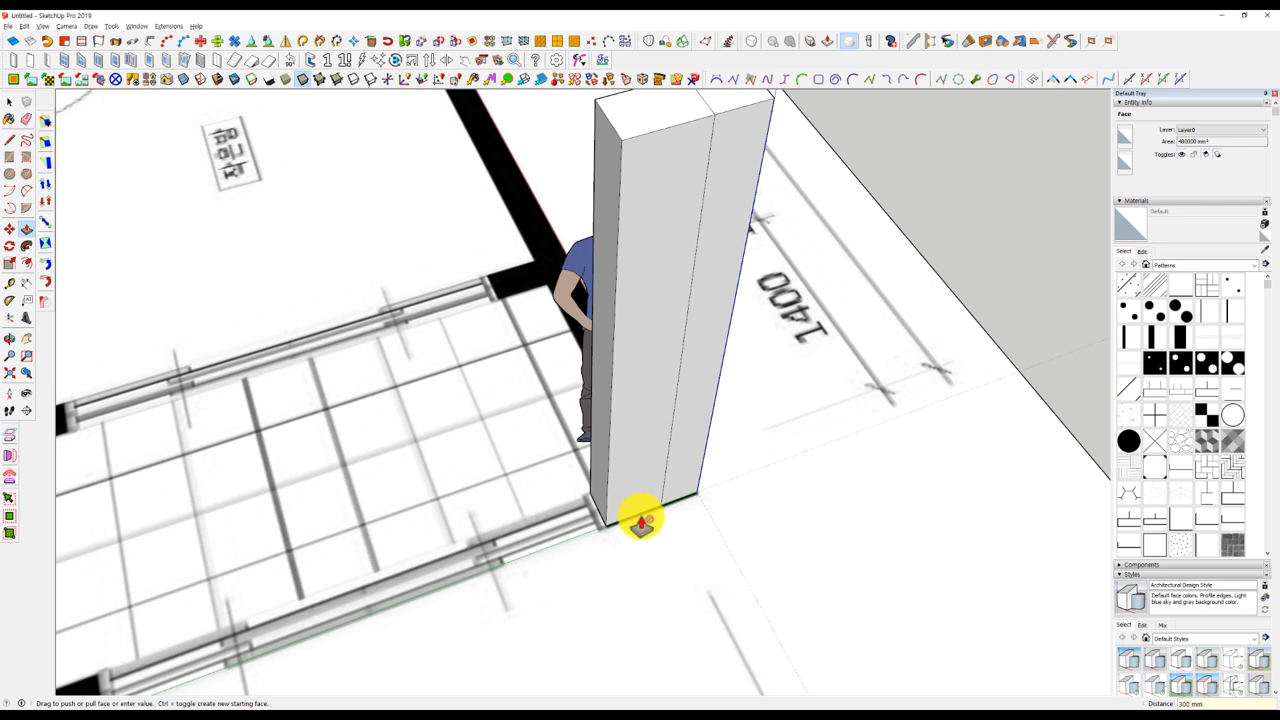 Untitled - SketchUp Pro 2019
File Edit View Camera Draw Tools Window Extensions Help
Default Tray
Entity Info
Face
Layer: Layer0
Area: 480000 mm²
Toggles:
Materials
Default
Select Edit
Patterns
1400
Components
Styles
Architectural Design Style
Default face colors. Profile edges. Light blue sky and gray background color.
Select Edit Mix
Default Styles
Drag to push or pull face or enter value. Ctrl = toggle create new starting face.
Distance 300 mm